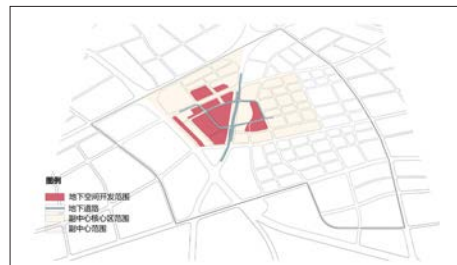 图例
地下空间开发范围
地下道路
副中心核心区范围
副中心范围